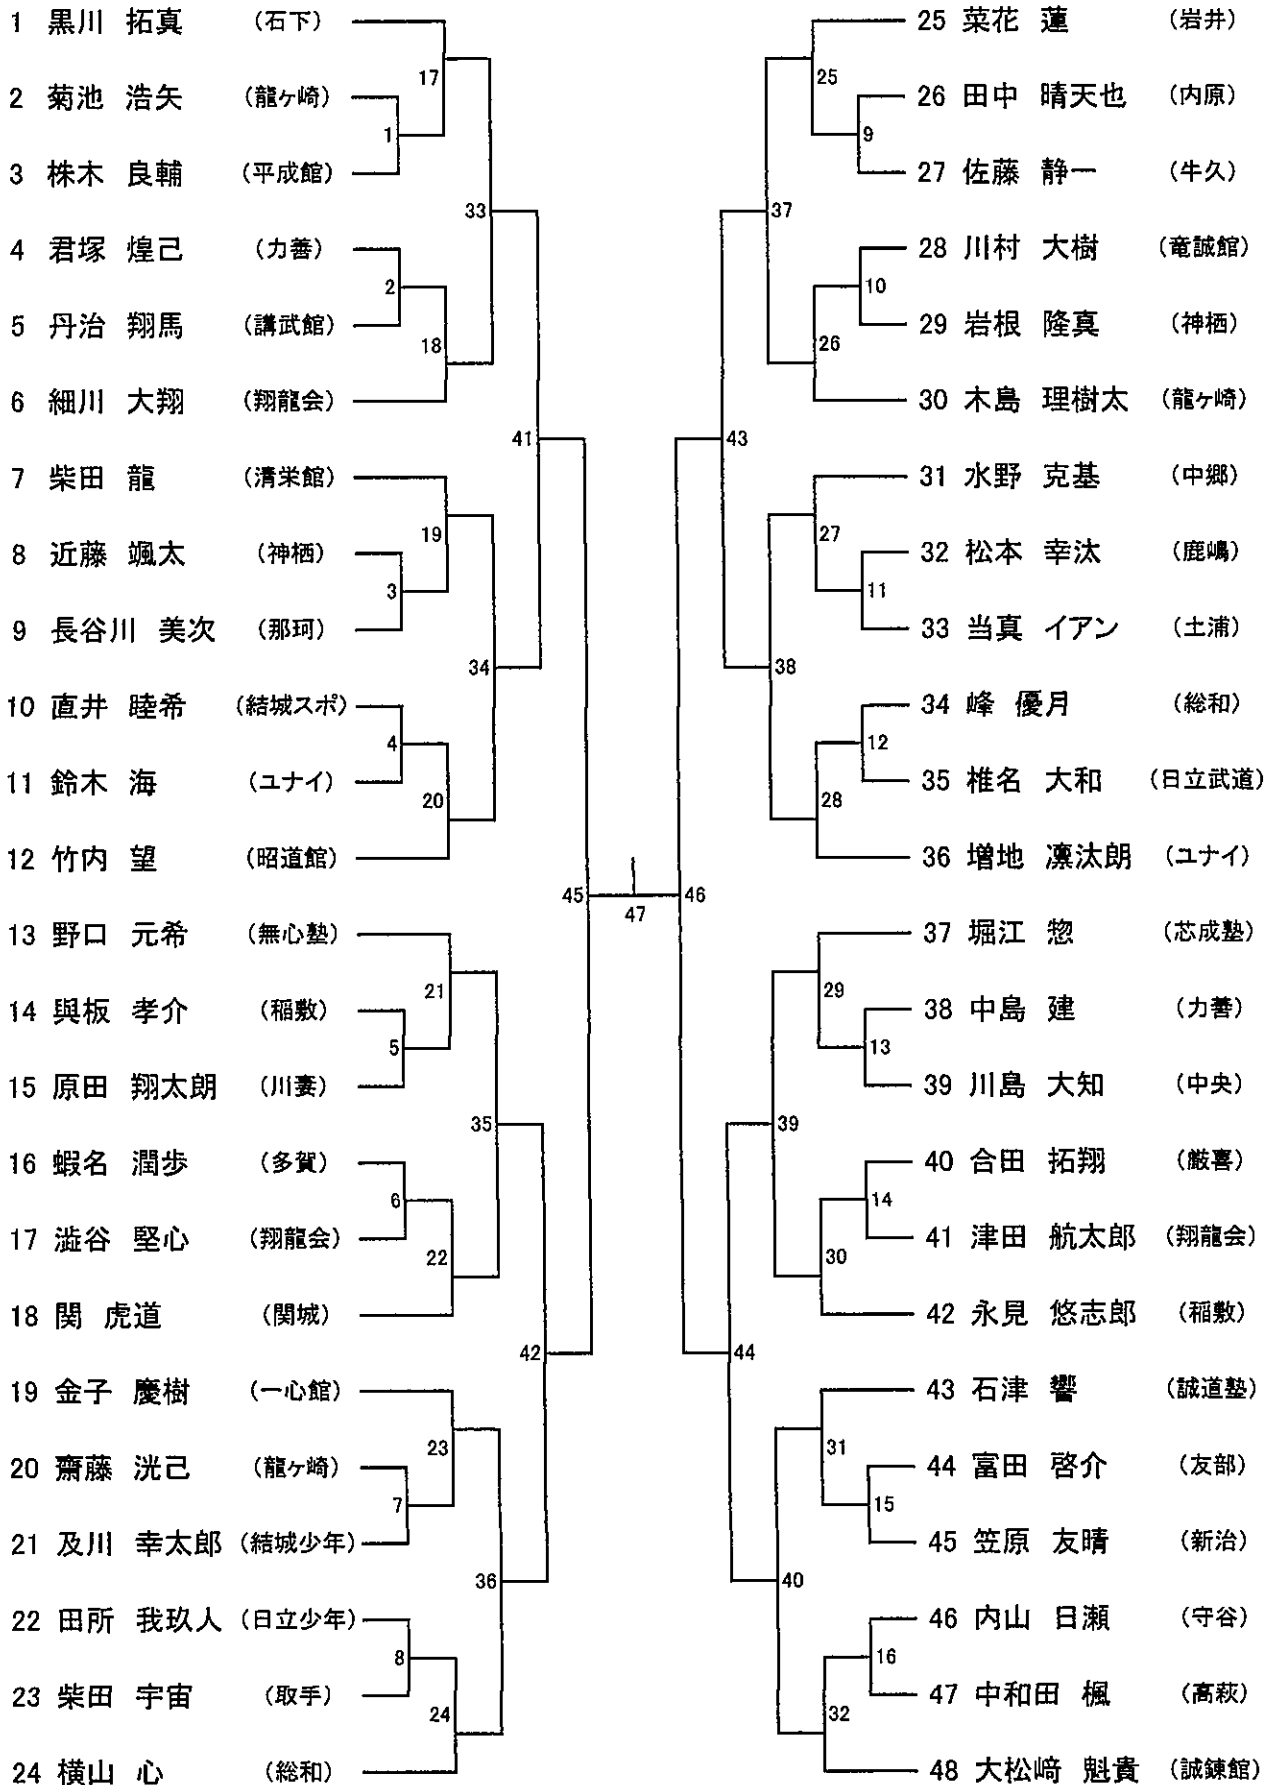 1 黒川 拓真 (石下)
2 菊池 浩矢 (龍ヶ崎)
3 株木 良輔 (平成館)
4 君塚 煌己 (力善)
5 丹治 翔馬 (講武館)
6 細川 大翔 (翔龍会)
7 柴田 龍 (清栄館)
8 近藤 颯太 (神栖)
9 長谷川 美次 (那珂)
10 直井 睦希 (結城スポ)
11 鈴木 海 (ユナイ)
12 竹内 望 (昭道館)
13 野口 元希 (無心塾)
14 與板 孝介 (稲敷)
15 原田 翔太朗 (川妻)
16 蝦名 潤歩 (多賀)
17 澁谷 堅心 (翔龍会)
18 関 虎道 (関城)
19 金子 慶樹 (一心館)
20 齋藤 洸己 (龍ヶ崎)
21 及川 幸太郎 (結城少年)
22 田所 我玖人 (日立少年)
23 柴田 宇宙 (取手)
24 横山 心 (総和)
1
2
3
4
5
6
7
8
17
18
19
20
21
22
23
24
33
34
35
36
41
42
45
47
46
43
44
37
38
39
40
25
26
27
28
29
30
31
32
9
10
11
12
13
14
15
16
25 菜花 蓮 (岩井)
26 田中 晴天也 (内原)
27 佐藤 静一 (牛久)
28 川村 大樹 (竜誠館)
29 岩根 隆真 (神栖)
30 木島 理樹太 (龍ヶ崎)
31 水野 克基 (中郷)
32 松本 幸汰 (鹿嶋)
33 当真 イアン (土浦)
34 峰 優月 (総和)
35 椎名 大和 (日立武道)
36 増地 凛汰朗 (ユナイ)
37 堀江 惣 (芯成塾)
38 中島 建 (力善)
39 川島 大知 (中央)
40 合田 拓翔 (厳喜)
41 津田 航太郎 (翔龍会)
42 永見 悠志郎 (稲敷)
43 石津 響 (誠道塾)
44 富田 啓介 (友部)
45 笠原 友晴 (新治)
46 内山 日瀬 (守谷)
47 中和田 楓 (高萩)
48 大松﨑 魁貴 (誠錬館)